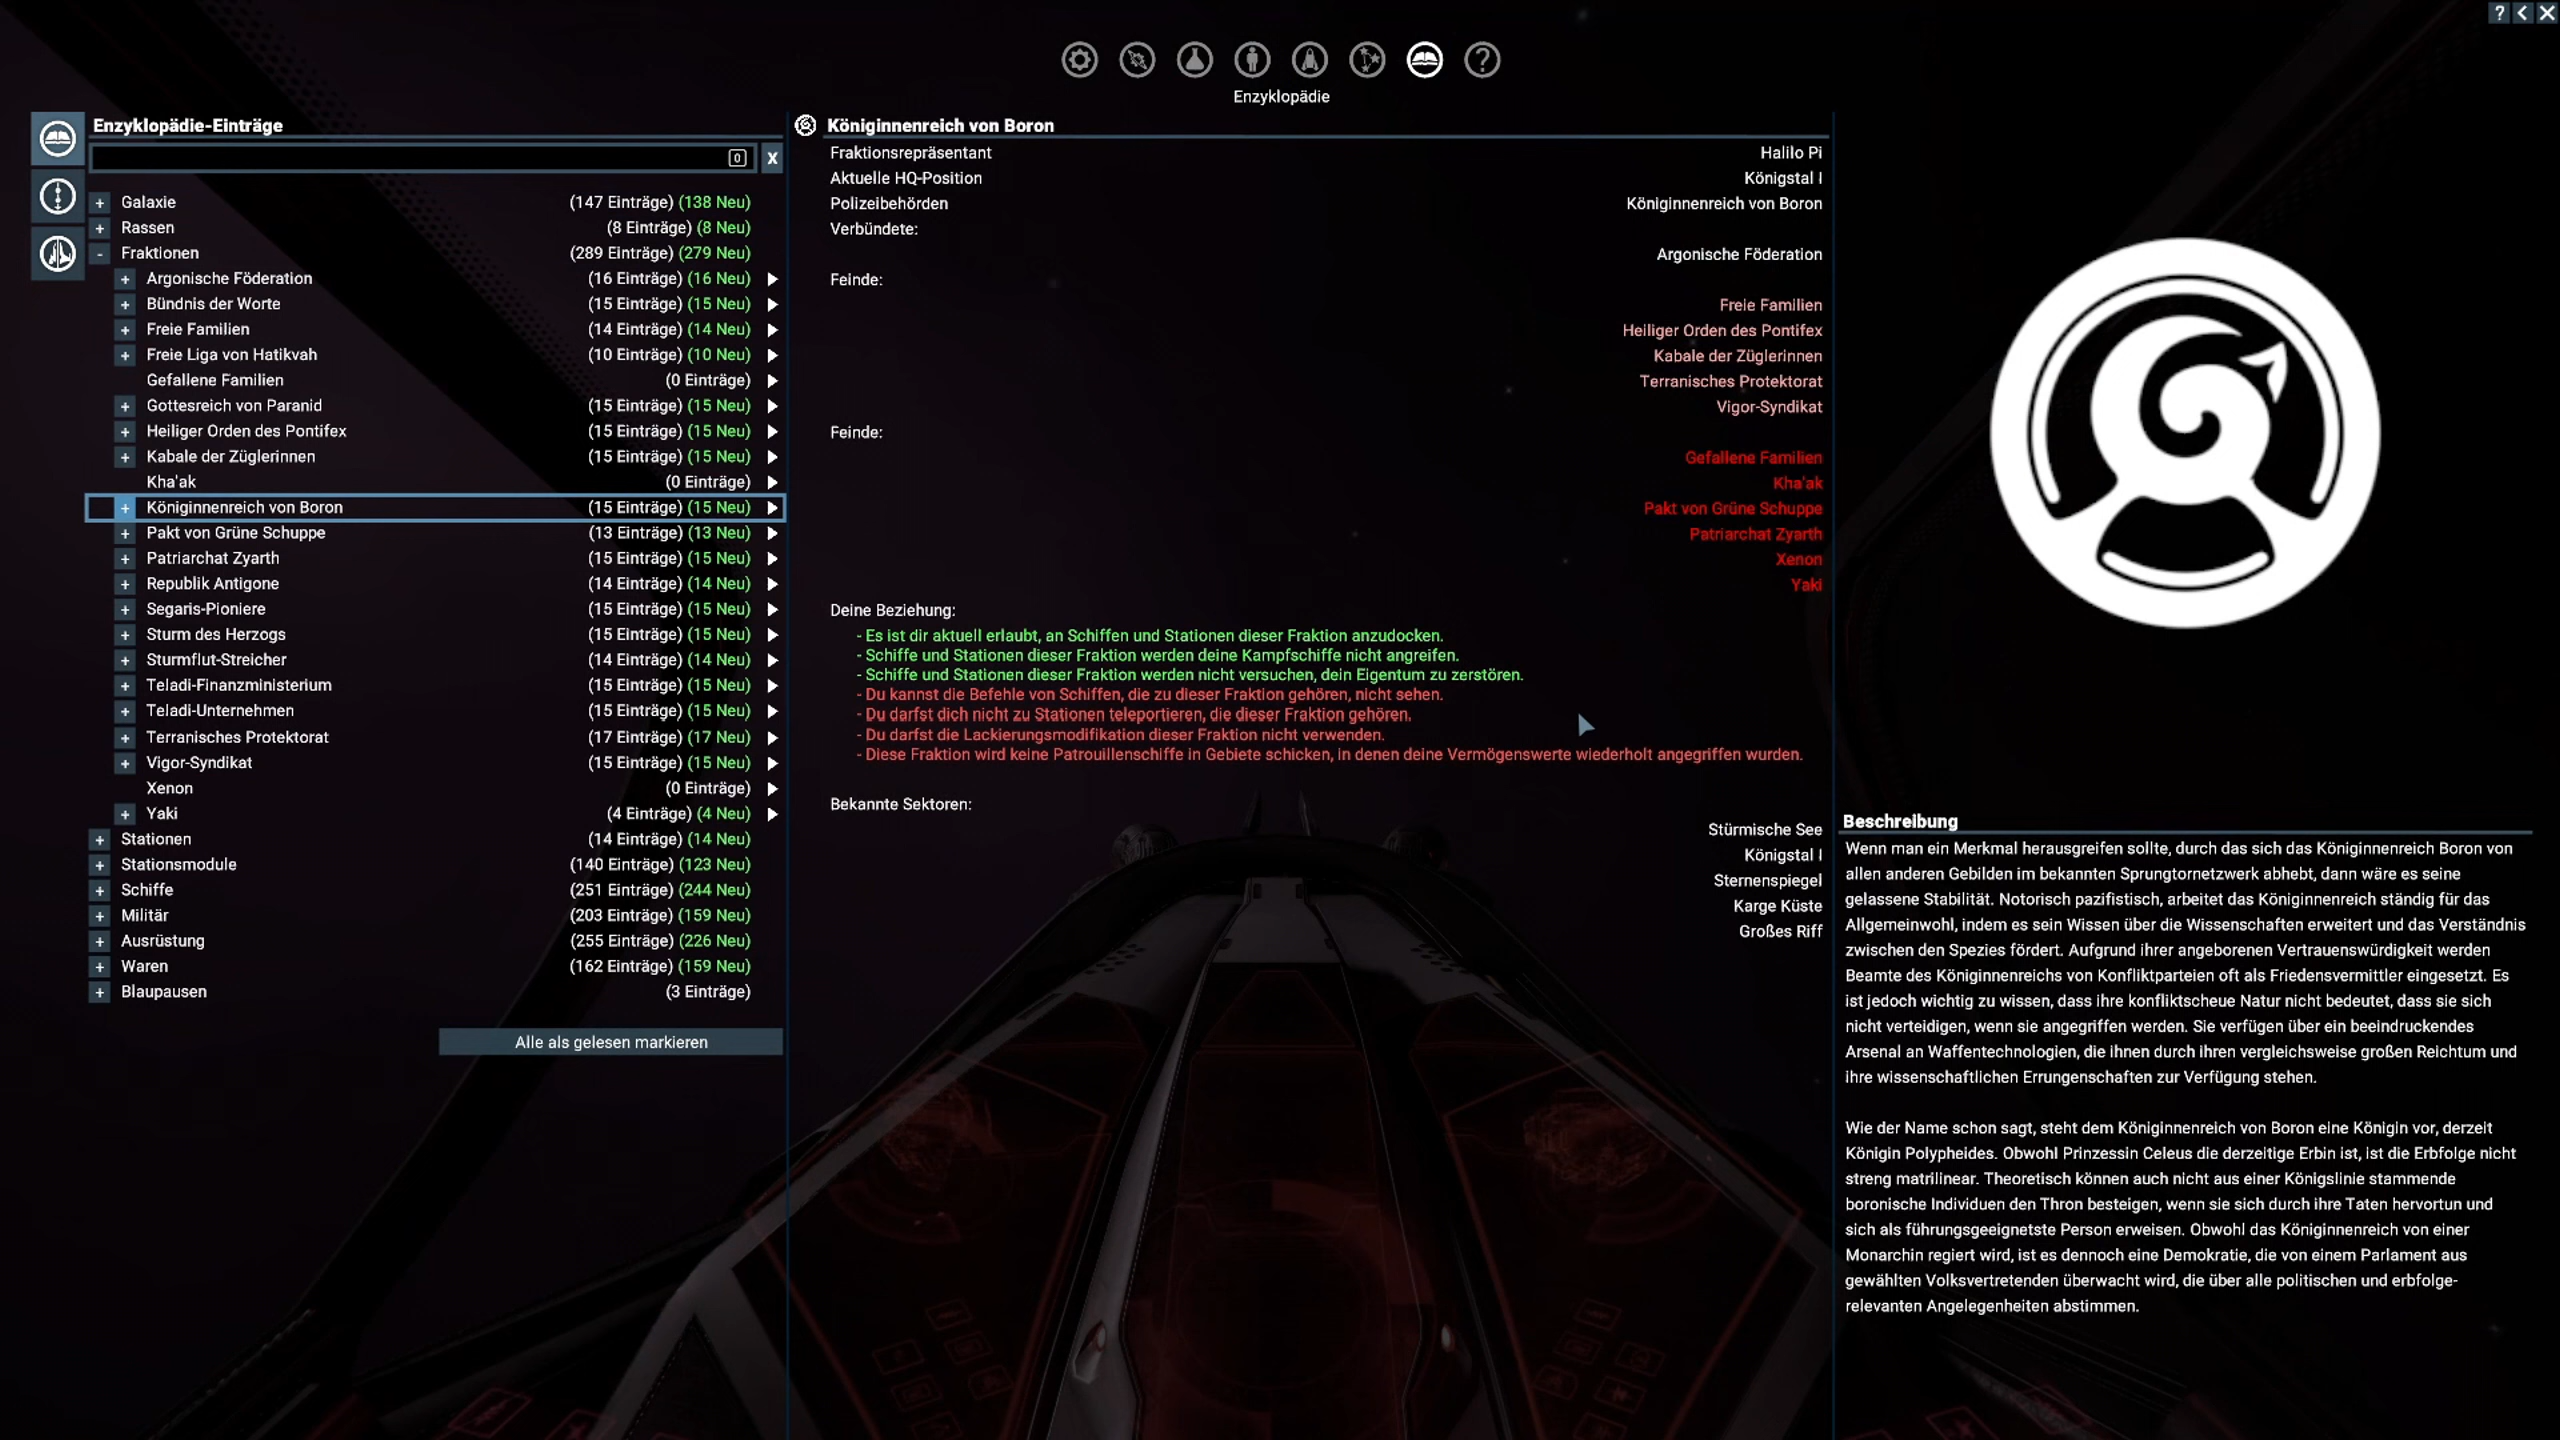 ? < X
Enzyklopädie
Enzyklopädie-Einträge
0 X
+ Galaxie (147 Einträge) (138 Neu)
+ Rassen (8 Einträge) (8 Neu)
- Fraktionen (289 Einträge) (279 Neu)
+ Argonische Föderation (16 Einträge) (16 Neu)
+ Bündnis der Worte (15 Einträge) (15 Neu)
+ Freie Familien (14 Einträge) (14 Neu)
+ Freie Liga von Hatikvah (10 Einträge) (10 Neu)
Gefallene Familien (0 Einträge)
+ Gottesreich von Paranid (15 Einträge) (15 Neu)
+ Heiliger Orden des Pontifex (15 Einträge) (15 Neu)
+ Kabale der Züglerinnen (15 Einträge) (15 Neu)
Kha'ak (0 Einträge)
+ Königinnenreich von Boron (15 Einträge) (15 Neu)
+ Pakt von Grüne Schuppe (13 Einträge) (13 Neu)
+ Patriarchat Zyarth (15 Einträge) (15 Neu)
+ Republik Antigone (14 Einträge) (14 Neu)
+ Segaris-Pioniere (15 Einträge) (15 Neu)
+ Sturm des Herzogs (15 Einträge) (15 Neu)
+ Sturmflut-Streicher (14 Einträge) (14 Neu)
+ Teladi-Finanzministerium (15 Einträge) (15 Neu)
+ Teladi-Unternehmen (15 Einträge) (15 Neu)
+ Terranisches Protektorat (17 Einträge) (17 Neu)
+ Vigor-Syndikat (15 Einträge) (15 Neu)
Xenon (0 Einträge)
+ Yaki (4 Einträge) (4 Neu)
+ Stationen (14 Einträge) (14 Neu)
+ Stationsmodule (140 Einträge) (123 Neu)
+ Schiffe (251 Einträge) (244 Neu)
+ Militär (203 Einträge) (159 Neu)
+ Ausrüstung (255 Einträge) (226 Neu)
+ Waren (162 Einträge) (159 Neu)
+ Blaupausen (3 Einträge)
Alle als gelesen markieren
Königinnenreich von Boron
Fraktionsrepräsentant Halilo Pi
Aktuelle HQ-Position Königstal I
Polizeibehörden Königinnenreich von Boron
Verbündete:
Argonische Föderation
Feinde:
Freie Familien
Heiliger Orden des Pontifex
Kabale der Züglerinnen
Terranisches Protektorat
Vigor-Syndikat
Feinde:
Gefallene Familien
Kha'ak
Pakt von Grüne Schuppe
Patriarchat Zyarth
Xenon
Yaki
Deine Beziehung:
- Es ist dir aktuell erlaubt, an Schiffen und Stationen dieser Fraktion anzudocken.
- Schiffe und Stationen dieser Fraktion werden deine Kampfschiffe nicht angreifen.
- Schiffe und Stationen dieser Fraktion werden nicht versuchen, dein Eigentum zu zerstören.
- Du kannst die Befehle von Schiffen, die zu dieser Fraktion gehören, nicht sehen.
- Du darfst dich nicht zu Stationen teleportieren, die dieser Fraktion gehören.
- Du darfst die Lackierungsmodifikation dieser Fraktion nicht verwenden.
- Diese Fraktion wird keine Patrouillenschiffe in Gebiete schicken, in denen deine Vermögenswerte wiederholt angegriffen wurden.
Bekannte Sektoren:
Stürmische See
Königstal I
Sternenspiegel
Karge Küste
Großes Riff
Beschreibung
Wenn man ein Merkmal herausgreifen sollte, durch das sich das Königinnenreich Boron von
allen anderen Gebilden im bekannten Sprungtornetzwerk abhebt, dann wäre es seine
gelassene Stabilität. Notorisch pazifistisch, arbeitet das Königinnenreich ständig für das
Allgemeinwohl, indem es sein Wissen über die Wissenschaften erweitert und das Verständnis
zwischen den Spezies fördert. Aufgrund ihrer angeborenen Vertrauenswürdigkeit werden
Beamte des Königinnenreichs von Konfliktparteien oft als Friedensvermittler eingesetzt. Es
ist jedoch wichtig zu wissen, dass ihre konfliktscheue Natur nicht bedeutet, dass sie sich
nicht verteidigen, wenn sie angegriffen werden. Sie verfügen über ein beeindruckendes
Arsenal an Waffentechnologien, die ihnen durch ihren vergleichsweise großen Reichtum und
ihre wissenschaftlichen Errungenschaften zur Verfügung stehen.
Wie der Name schon sagt, steht dem Königinnenreich von Boron eine Königin vor, derzeit
Königin Polypheides. Obwohl Prinzessin Celeus die derzeitige Erbin ist, ist die Erbfolge nicht
streng matrilinear. Theoretisch können auch nicht aus einer Königslinie stammende
boronische Individuen den Thron besteigen, wenn sie sich durch ihre Taten hervortun und
sich als führungsgeeignetste Person erweisen. Obwohl das Königinnenreich von einer
Monarchin regiert wird, ist es dennoch eine Demokratie, die von einem Parlament aus
gewählten Volksvertretenden überwacht wird, die über alle politischen und erbfolge-
relevanten Angelegenheiten abstimmen.